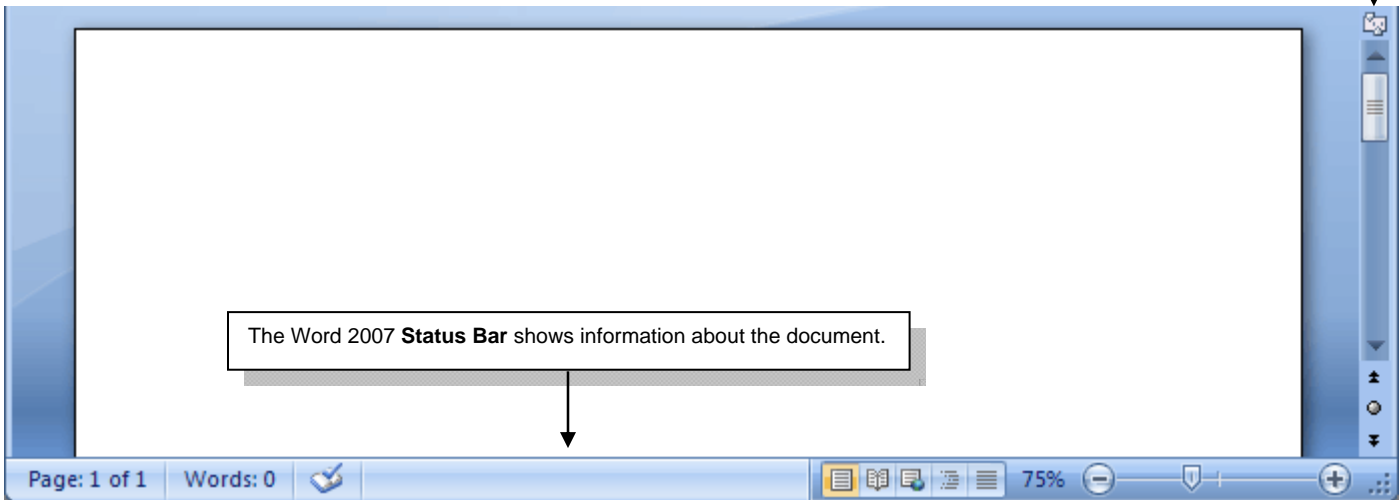 The Word 2007 Status Bar shows information about the document.
Page: 1 of 1 Words: 0 75%